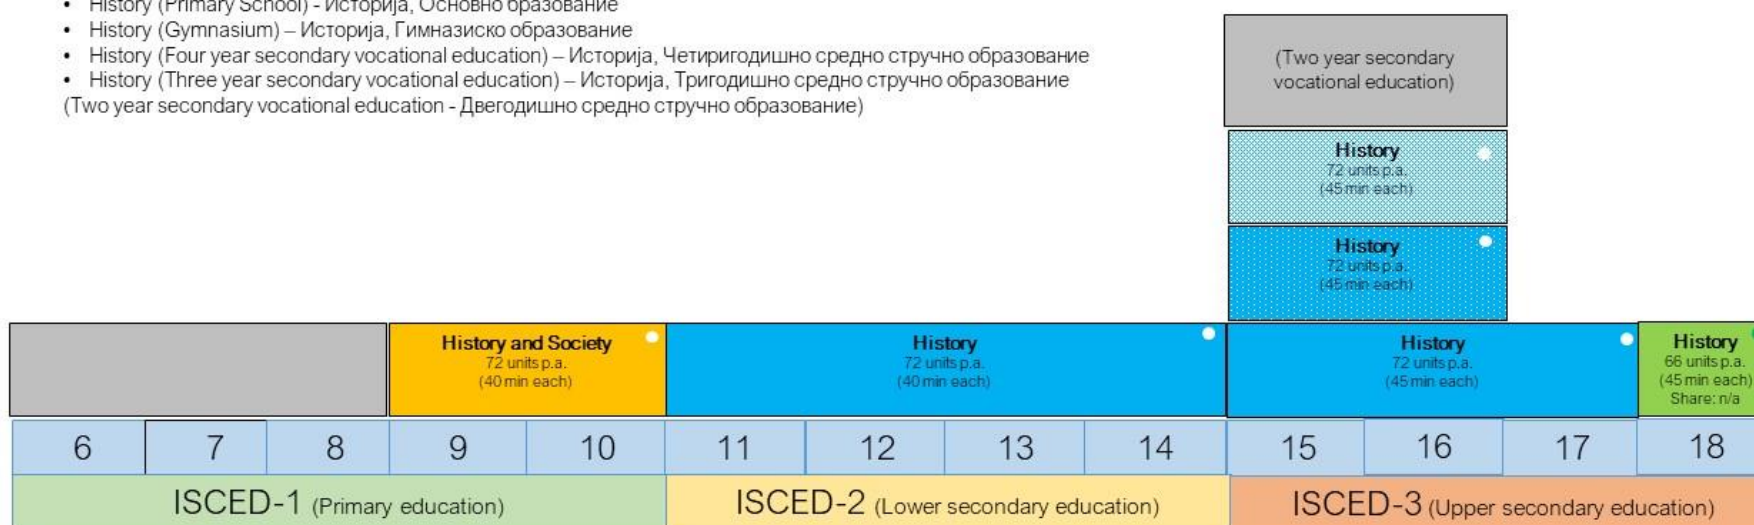 • History (Primary School) - Историја, Основно бразование
• History (Gymnasium) – Историја, Гимназиско образование
• History (Four year secondary vocational education) – Историја, Четиригодишно средно стручно образование
• History (Three year secondary vocational education) – Историја, Тригодишно средно стручно образование
(Two year secondary vocational education - Двегодишно средно стручно образование)
(Two year secondary
vocational education)
History
72 units p.a.
(45 min each)
History
72 units p.a.
(45 min each)
History and Society
72 units p.a.
(40 min each)
History
72 units p.a.
(40 min each)
History
72 units p.a.
(45 min each)
History
66 units p.a.
(45 min each)
Share: n/a
6 7 8 9 10 11 12 13 14 15 16 17 18
ISCED-1 (Primary education) ISCED-2 (Lower secondary education) ISCED-3 (Upper secondary education)